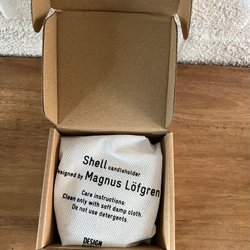 Shell candleholder
designed by Magnus Löfgren
Care instructions:
Clean only with soft damp cloth.
Do not use detergents.
DESIGN